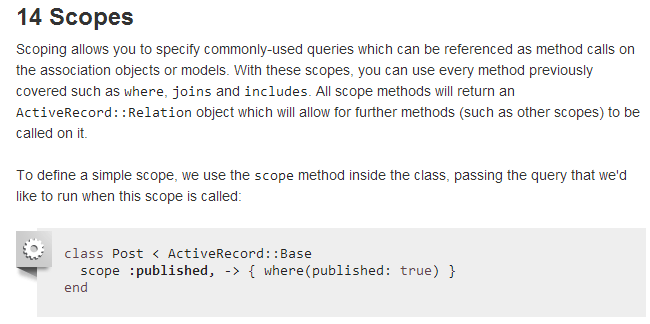 14 Scopes
Scoping allows you to specify commonly-used queries which can be referenced as method calls on
the association objects or models. With these scopes, you can use every method previously
covered such as where, joins and includes. All scope methods will return an
ActiveRecord::Relation object which will allow for further methods (such as other scopes) to be
called on it.
To define a simple scope, we use the scope method inside the class, passing the query that we'd
like to run when this scope is called:
class Post < ActiveRecord::Base
  scope :published, -> { where(published: true) }
end